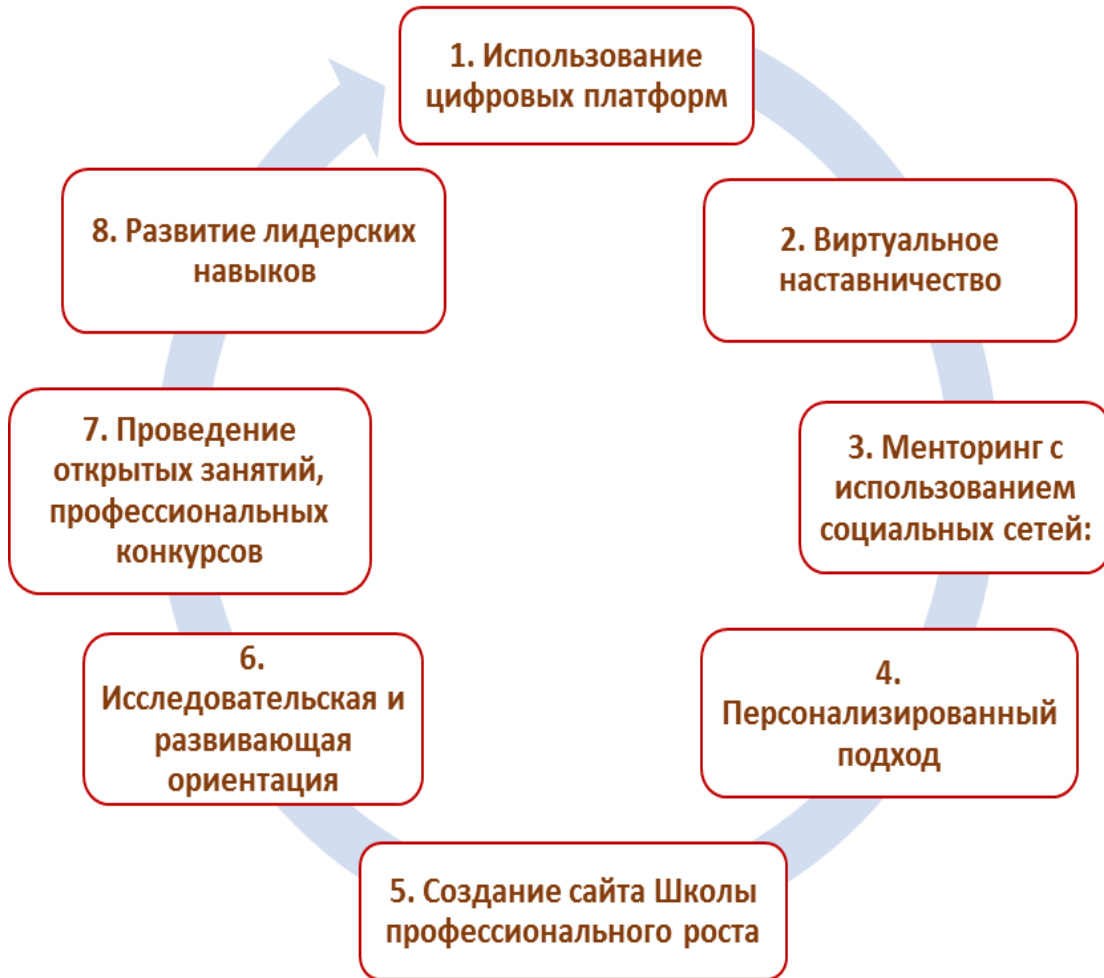 1. Использование
цифровых платформ
2. Виртуальное
наставничество
3. Менторинг с
использованием
социальных сетей:
4.
Персонализированный
подход
5. Создание сайта Школы
профессионального роста
6.
Исследовательская и
развивающая
ориентация
7. Проведение
открытых занятий,
профессиональных
конкурсов
8. Развитие лидерских
навыков